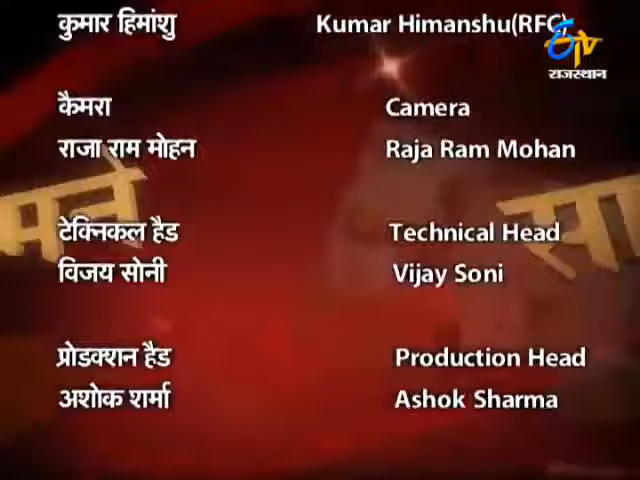 कुमार हिमांशु Kumar Himanshu(RFC)
ETV
राजस्थान
कैमरा Camera
राजा राम मोहन Raja Ram Mohan
मने सा
टेक्निकल हैड Technical Head
विजय सोनी Vijay Soni
प्रोडक्शन हैड Production Head
अशोक शर्मा Ashok Sharma